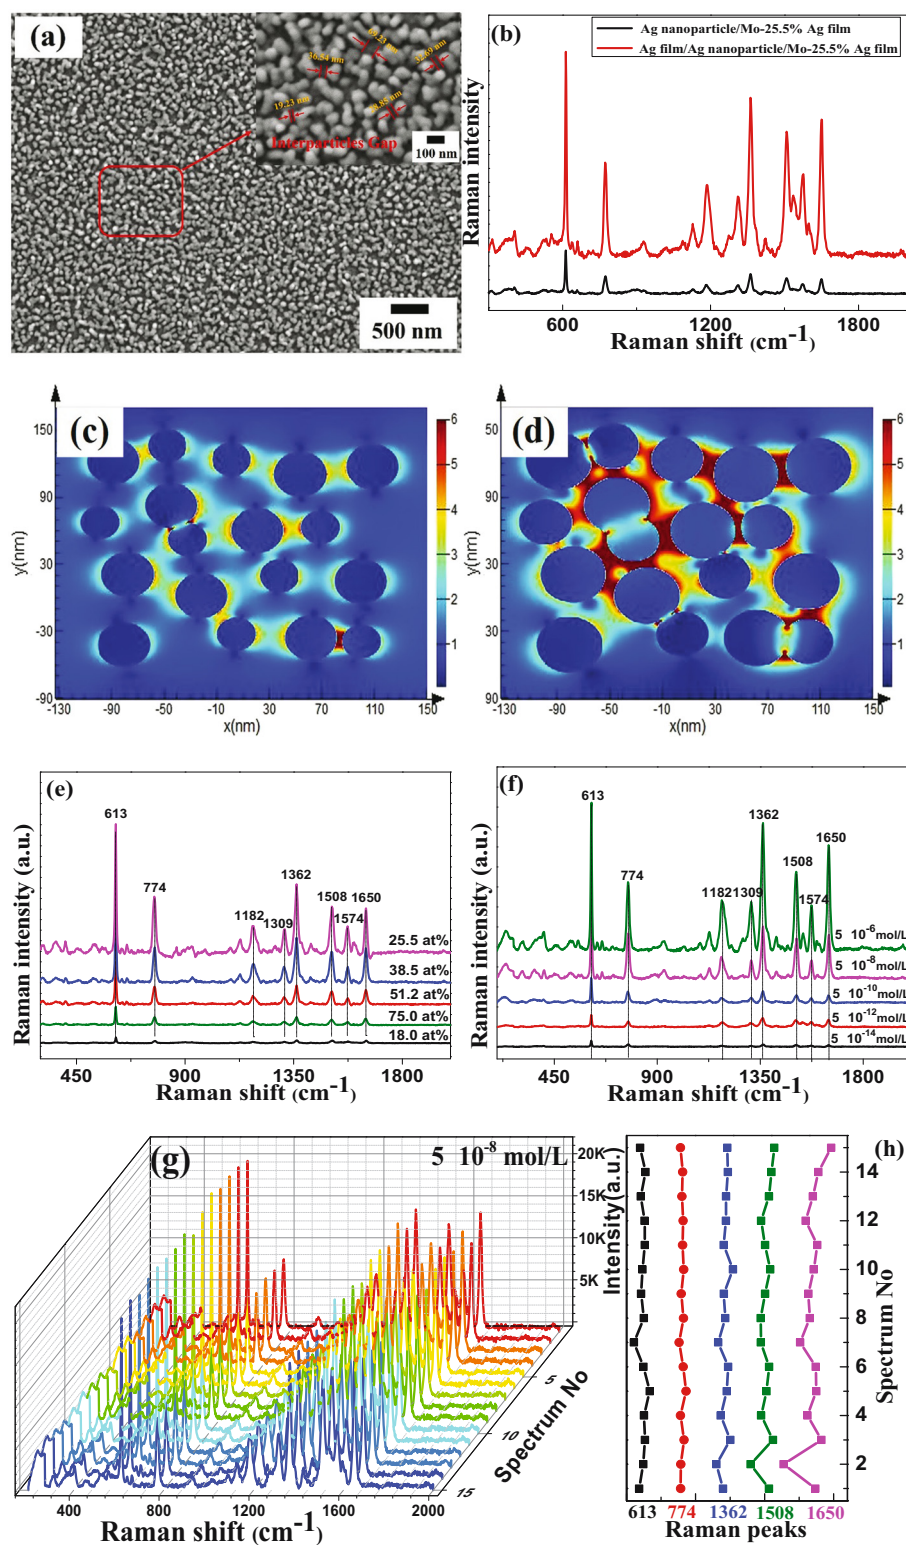 (a)
36.54 nm
69.23 nm
32.69 nm
19.23 nm
Interparticles Gap
100 nm
500 nm
(b)
Ag nanoparticle/Mo-25.5% Ag film
Ag film/Ag nanoparticle/Mo-25.5% Ag film
Raman intensity
600 1200 1800
Raman shift (cm-1)
(c)
y(nm)
150
90
30
-30
-90
-130 -90 -50 -10 30 70 110 150
x(nm)
6
5
4
3
2
1
(d)
y(nm)
50
90
30
-30
-90
-130 -90 -50 -10 30 70 110 150
x(nm)
6
5
4
3
2
1
(e)
Raman intensity (a.u.)
613
774
1182
1309
1362
1508
1574
1650
25.5 at%
38.5 at%
51.2 at%
75.0 at%
18.0 at%
450 900 1350 1800
Raman shift (cm-1)
(f)
Raman intensity (a.u.)
613
774
1182
1309
1362
1508
1574
1650
5 10-6mol/L
5 10-8mol/L
5 10-10mol/L
5 10-12mol/L
5 10-14mol/L
450 900 1350 1800
Raman shift (cm-1)
(g)
5 10-8 mol/L
20K
15K
10K
5K
Intensity(a.u.)
5
10
15
Spectrum No
400 800 1200 1600 2000
Raman shift (cm-1)
(h)
14
12
10
8
6
4
2
Spectrum No
613 774 1362 1508 1650
Raman peaks